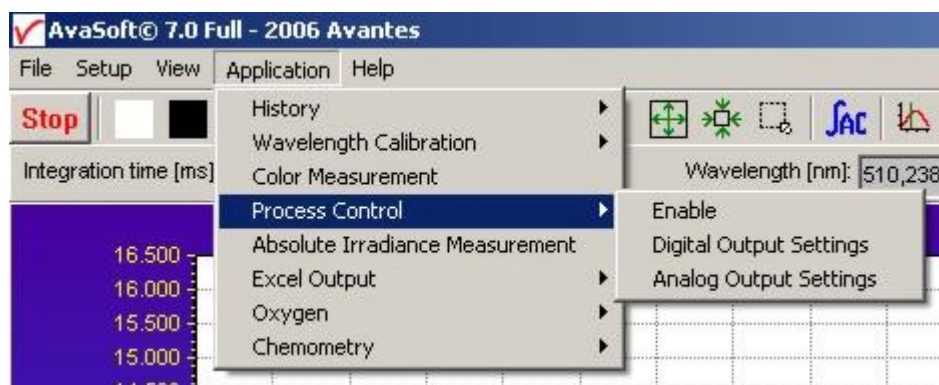 AvaSoft© 7.0 Full - 2006 Avantes
File Setup View Application Help
Stop
Integration time [ms]
Wavelength [nm]: 510,238
History
Wavelength Calibration
Color Measurement
Process Control
Absolute Irradiance Measurement
Excel Output
Oxygen
Chemometry
Enable
Digital Output Settings
Analog Output Settings
16.500
16.000
15.500
15.000